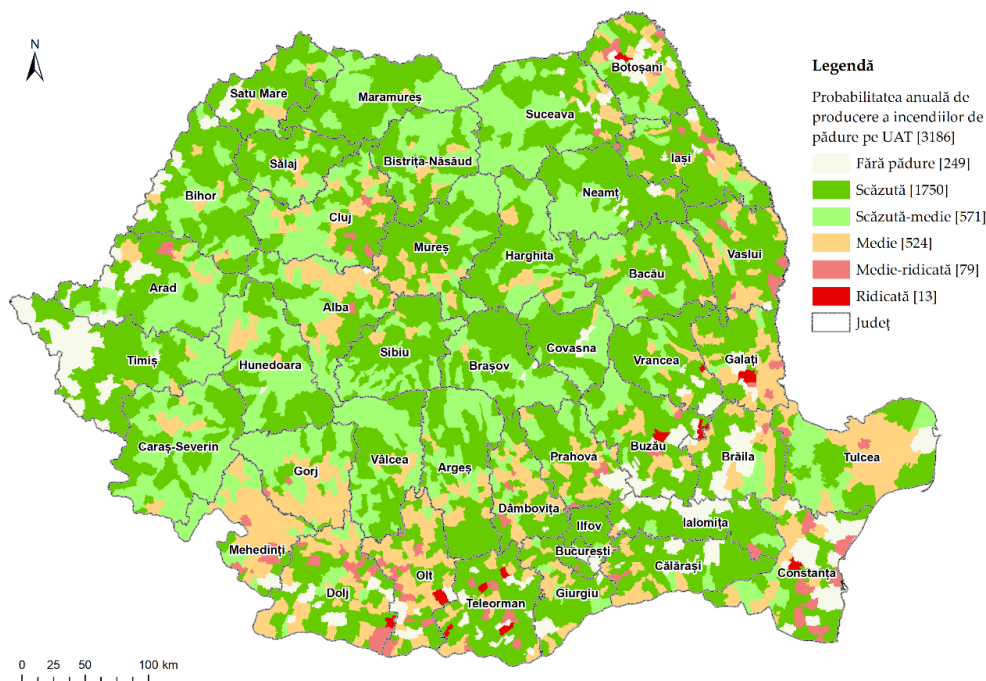 N
Botoșani
Satu Mare
Maramureș
Suceava
Iași
Sălaj
Bistrița-Năsăud
Bihor
Neamț
Cluj
Mureș
Harghita
Vaslui
Bacău
Arad
Alba
Timiș
Hunedoara
Sibiu
Brașov
Covasna
Vrancea
Galați
Caraș-Severin
Gorj
Vâlcea
Argeș
Prahova
Buzău
Brăila
Tulcea
Dâmbovița
Ilfov
Ialomița
Mehedinți
București
Călărași
Constanța
Olt
Dolj
Teleorman
Giurgiu
Legendă
Probabilitatea anuală de
producere a incendiilor de
pădure pe UAT [3186]
Fără pădure [249]
Scăzută [1750]
Scăzută-medie [571]
Medie [524]
Medie-ridicată [79]
Ridicată [13]
Județ
0 25 50 100 km